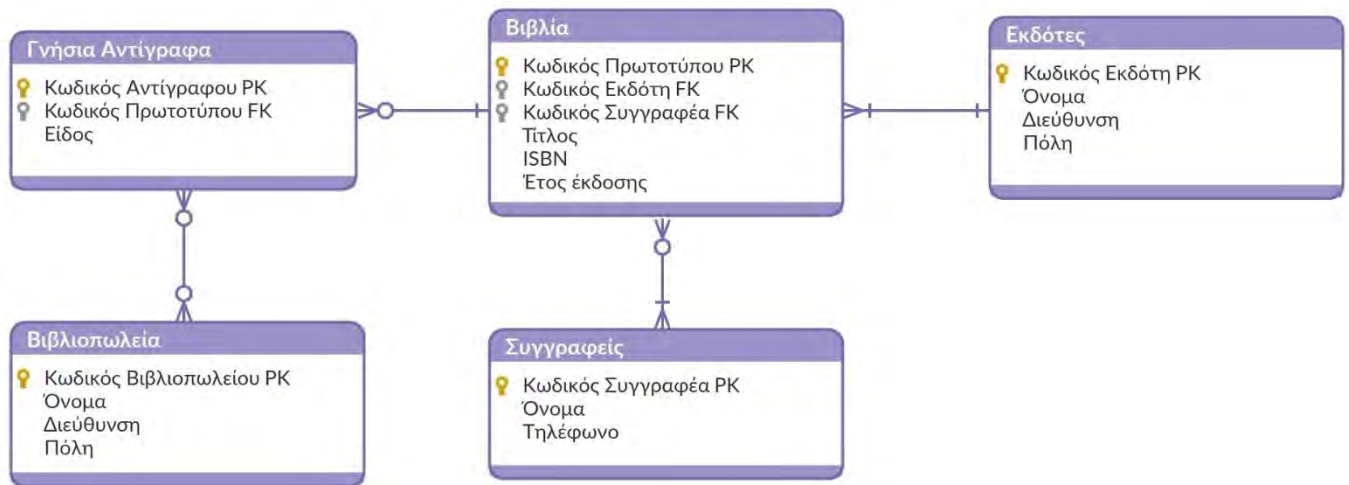 Γνήσια Αντίγραφα
Κωδικός Αντίγραφου PK
Κωδικός Πρωτοτύπου FK
Είδος
Βιβλία
Κωδικός Πρωτοτύπου PK
Κωδικός Εκδότη FK
Κωδικός Συγγραφέα FK
Τίτλος
ISBN
Έτος έκδοσης
Εκδότες
Κωδικός Εκδότη PK
Όνομα
Διεύθυνση
Πόλη
Βιβλιοπωλεία
Κωδικός Βιβλιοπωλείου PK
Όνομα
Διεύθυνση
Πόλη
Συγγραφείς
Κωδικός Συγγραφέα PK
Όνομα
Τηλέφωνο